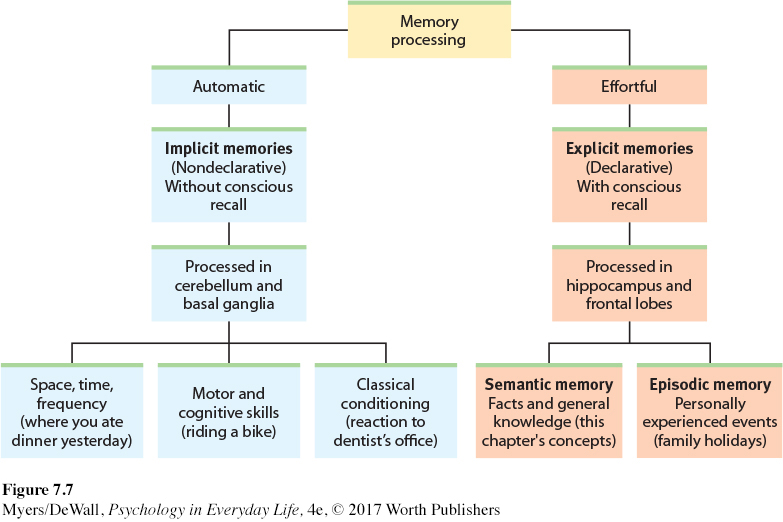 Memory
processing
Automatic
Effortful
Implicit memories
(Nondeclarative)
Without conscious
recall
Explicit memories
(Declarative)
With conscious
recall
Processed in
cerebellum and
basal ganglia
Processed in
hippocampus and
frontal lobes
Space, time,
frequency
(where you ate
dinner yesterday)
Motor and
cognitive skills
(riding a bike)
Classical
conditioning
(reaction to
dentist's office)
Semantic memory
Facts and general
knowledge (this
chapter's concepts)
Episodic memory
Personally
experienced events
(family holidays)
Figure 7.7
Myers/DeWall, Psychology in Everyday Life, 4e, © 2017 Worth Publishers